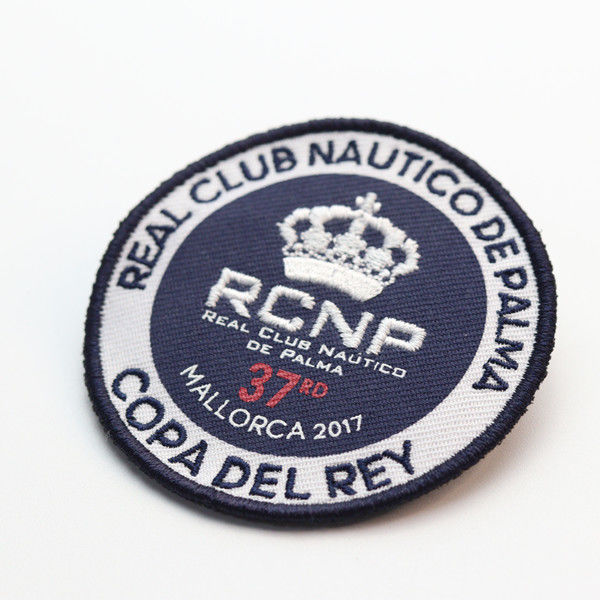 REAL CLUB NAUTICO DE PALMA
RCNP
REAL CLUB NAUTICO
DE PALMA
37RD
MALLORCA 2017
COPA DEL REY